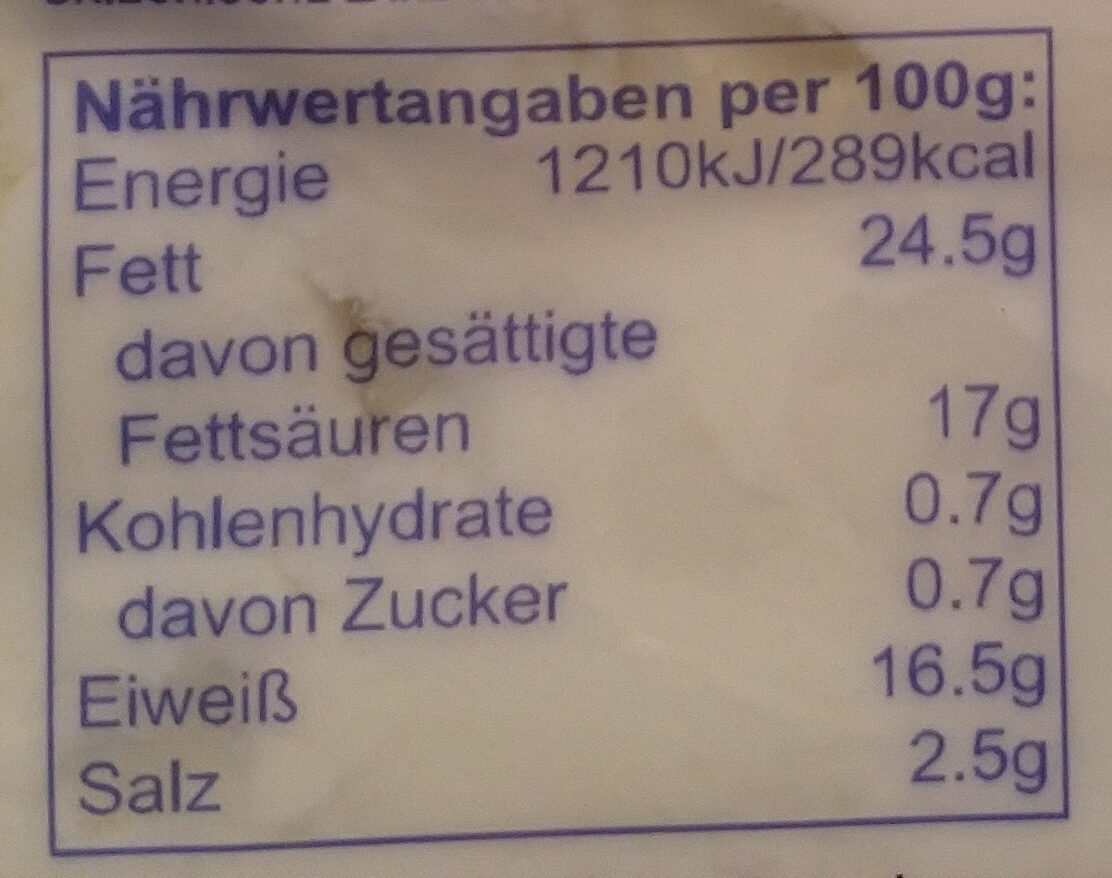 Nährwertangaben per 100g:
Energie 1210kJ/289kcal
Fett 24.5g
davon gesättigte
Fettsäuren 17g
Kohlenhydrate 0.7g
davon Zucker 0.7g
Eiweiß 16.5g
Salz 2.5g